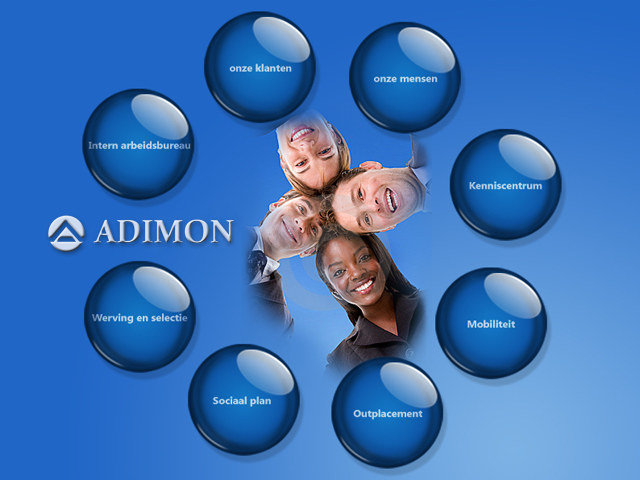 onze klanten
onze mensen
Intern arbeidsbureau
Kenniscentrum
ADIMON
Werving en selectie
Mobiliteit
Sociaal plan
Outplacement